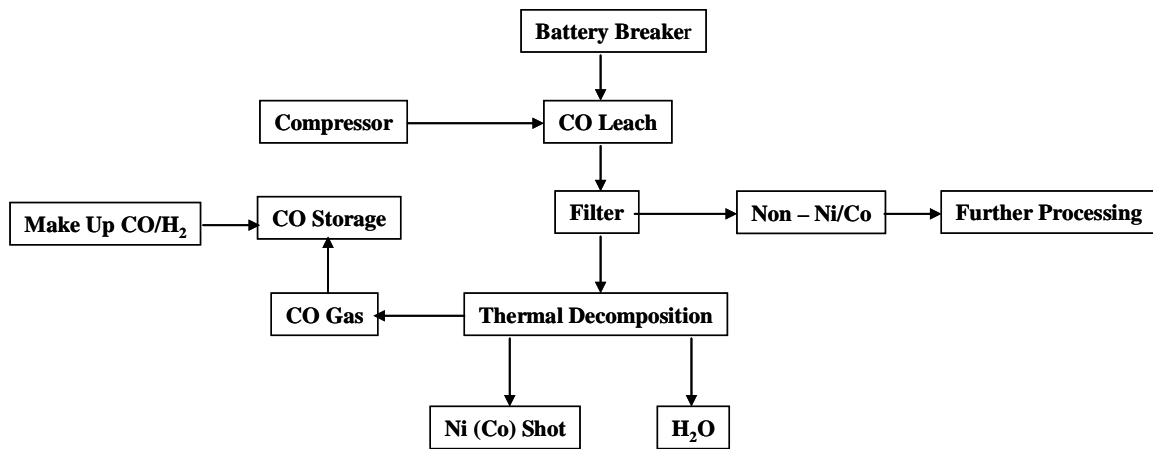 Battery Breaker
Compressor
CO Leach
Make Up CO/H₂
CO Storage
Filter
Non – Ni/Co
Further Processing
CO Gas
Thermal Decomposition
Ni (Co) Shot
H₂O